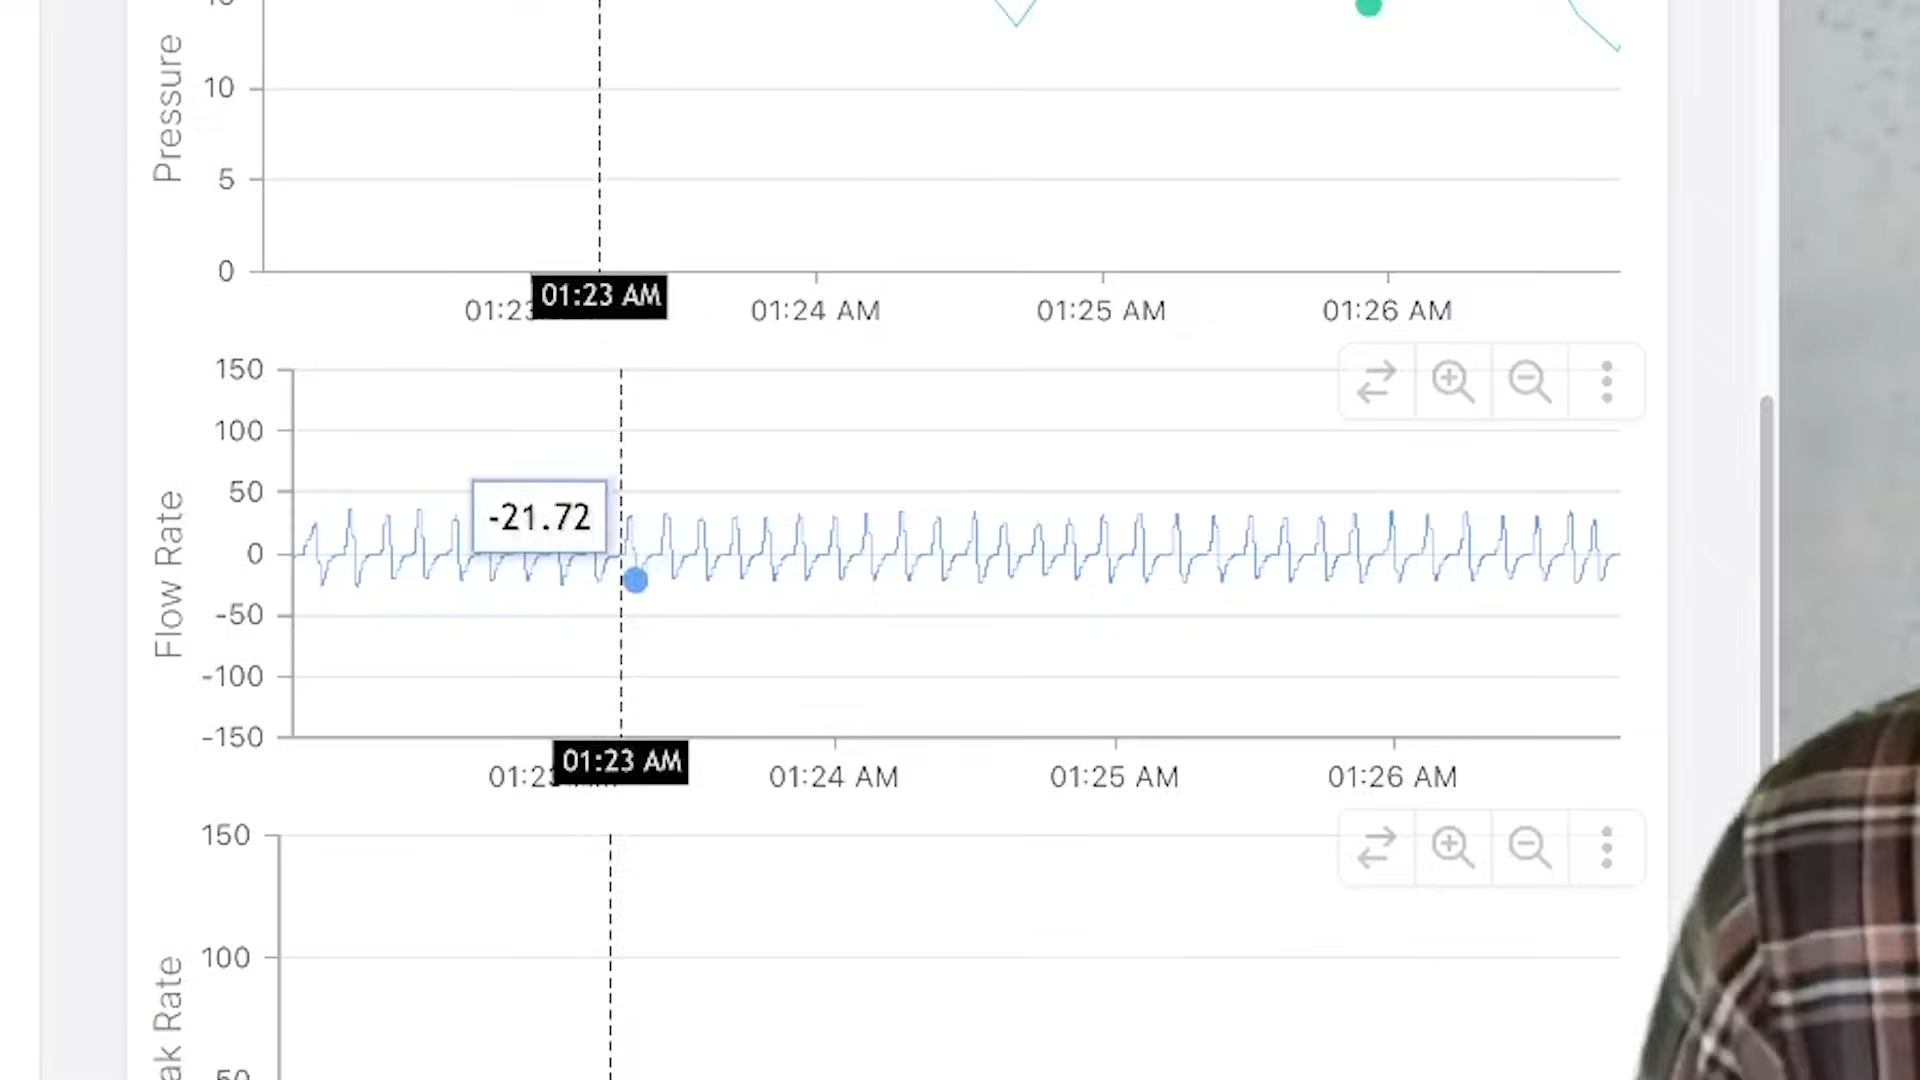 Pressure
10
5
0
01:23 AM
01:24 AM
01:25 AM
01:26 AM
Flow Rate
150
100
50
0
-50
-100
-150
-21.72
01:23 AM
01:24 AM
01:25 AM
01:26 AM
150
100
50
ak Rate